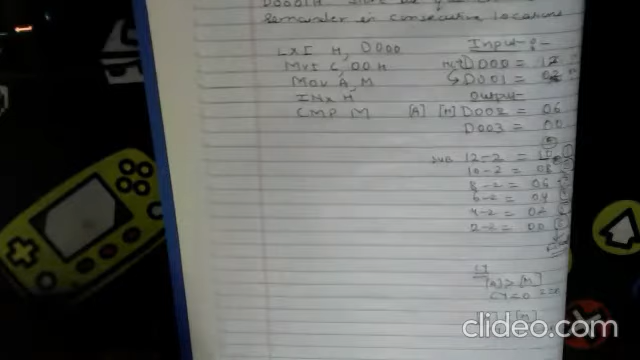 Remainder in consecutive locations
LXI H, D000
MVI C, 00H
MOV A, M
INX H,
CMP M
Input :-
D000 = 12
D001 = 02
Output
[A] [M] D002 = 06
D003 = 00
SUB 12-2 = 10
10-2 = 08
8-2 = 06
6-2 = 04
4-2 = 02
2-2 = 00
[A] > [M]
CY=0
clideo.com